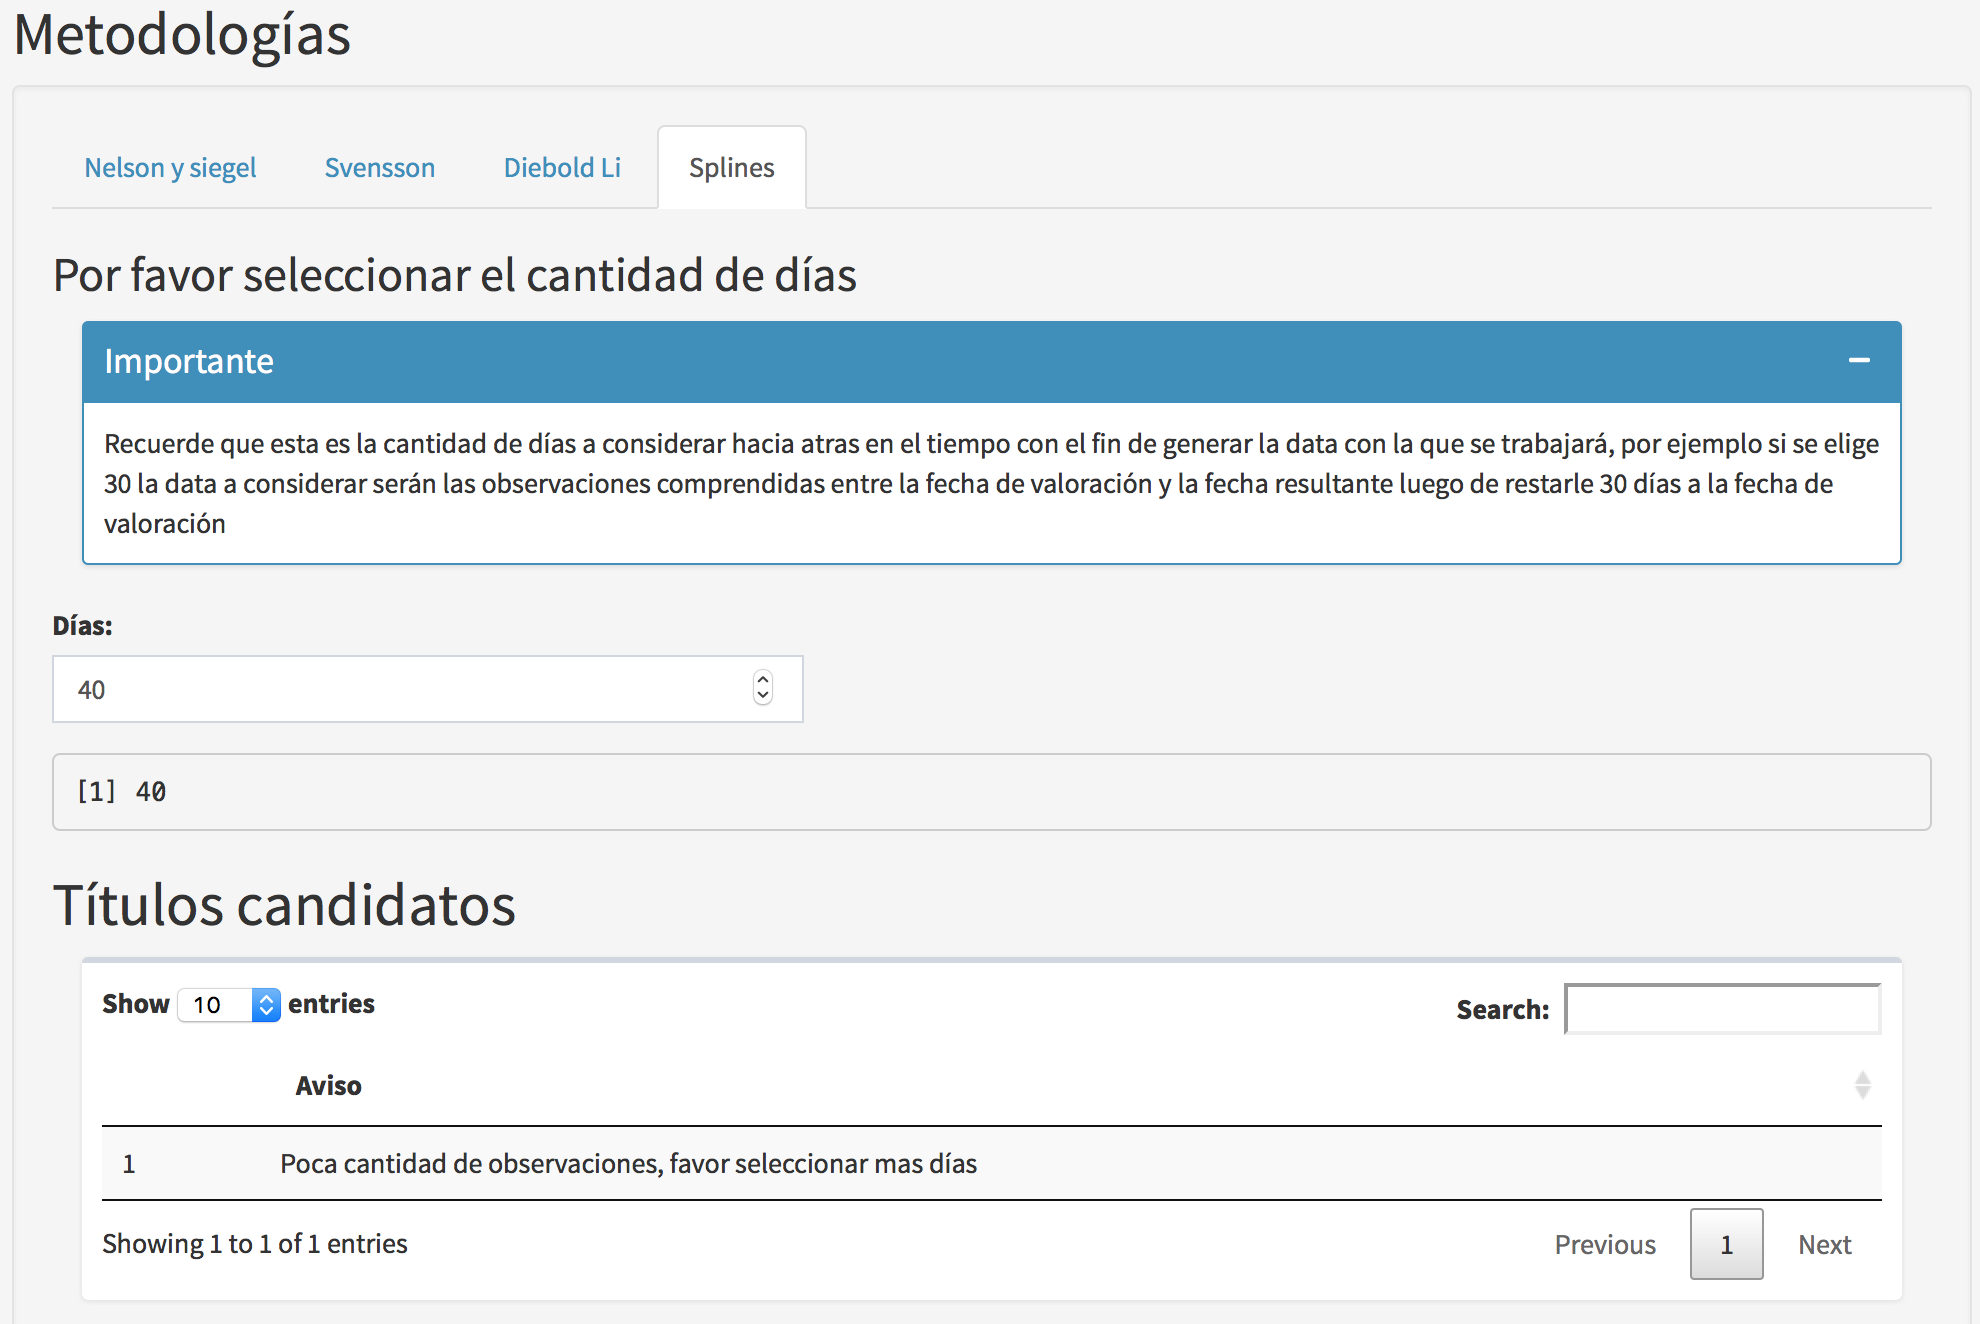 Metodologías
Nelson y siegel
Svensson
Diebold Li
Splines
Por favor seleccionar el cantidad de días
Importante
Recuerde que esta es la cantidad de días a considerar hacia atras en el tiempo con el fin de generar la data con la que se trabajará, por ejemplo si se elige
30 la data a considerar serán las observaciones comprendidas entre la fecha de valoración y la fecha resultante luego de restarle 30 días a la fecha de
valoración
Días:
40
[1] 40
Títulos candidatos
Show 10 entries
Search:
Aviso
1 Poca cantidad de observaciones, favor seleccionar mas días
Showing 1 to 1 of 1 entries
Previous 1 Next